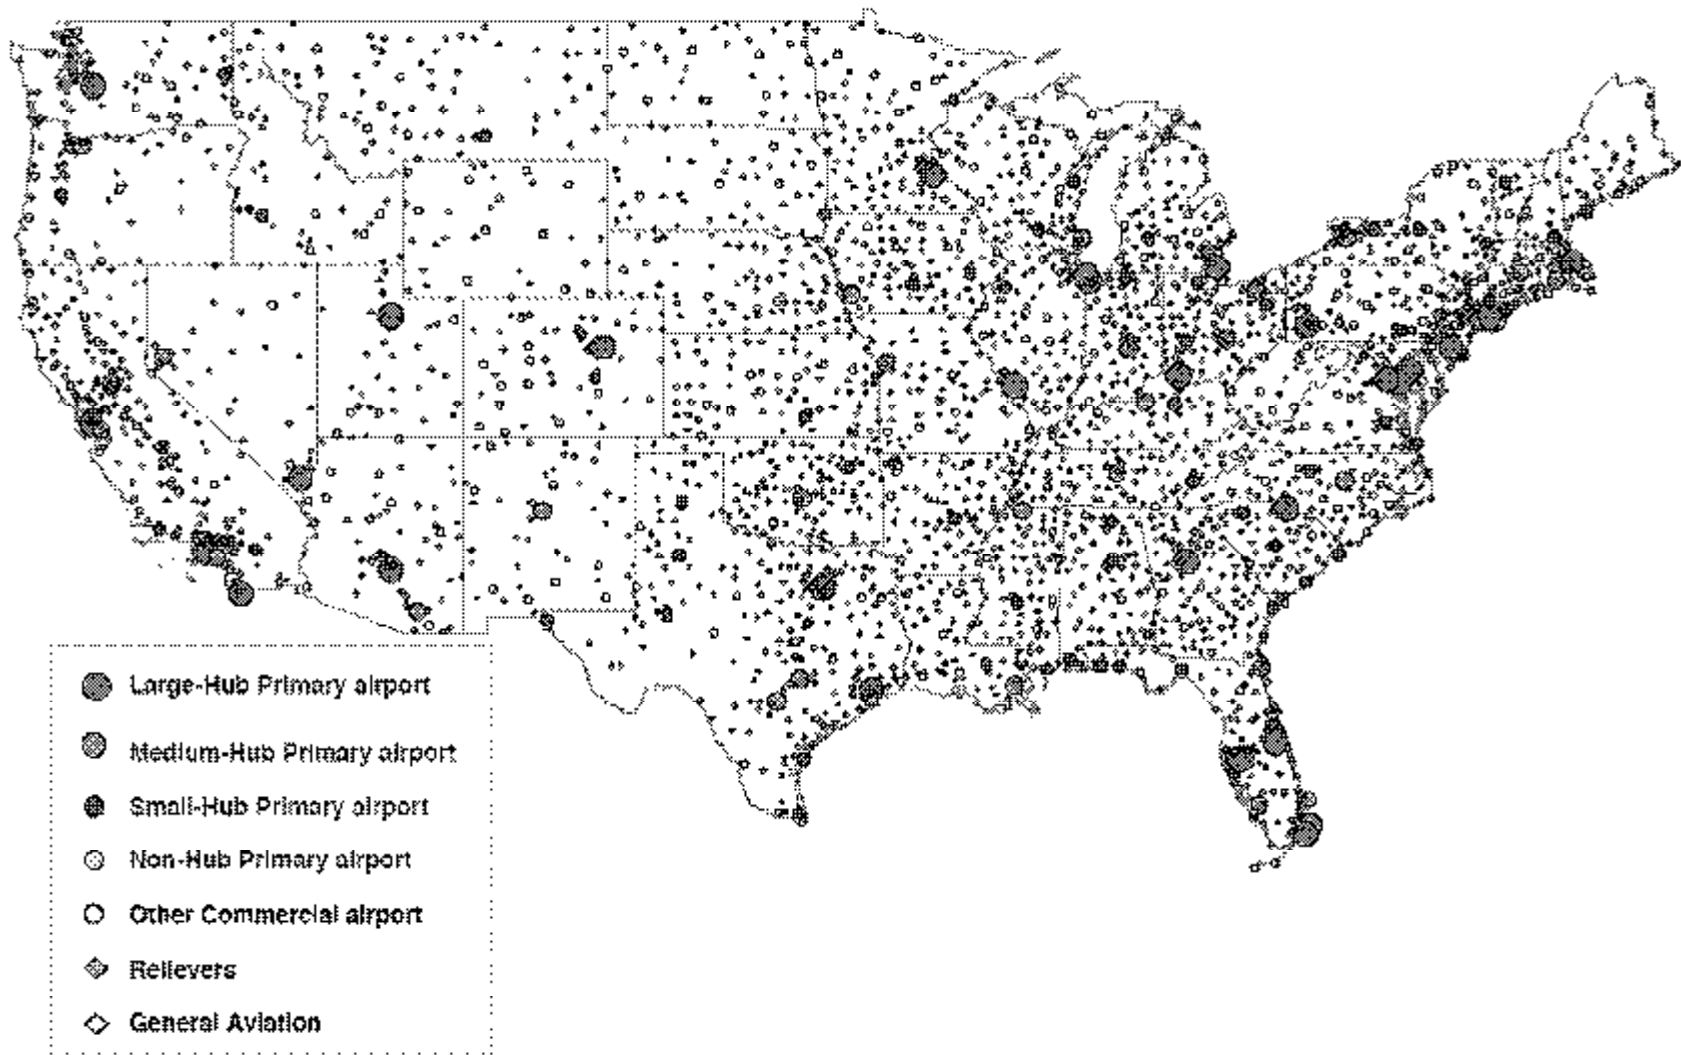 Large-Hub Primary airport
Medium-Hub Primary airport
Small-Hub Primary airport
Non-Hub Primary airport
Other Commercial airport
Relievers
General Aviation